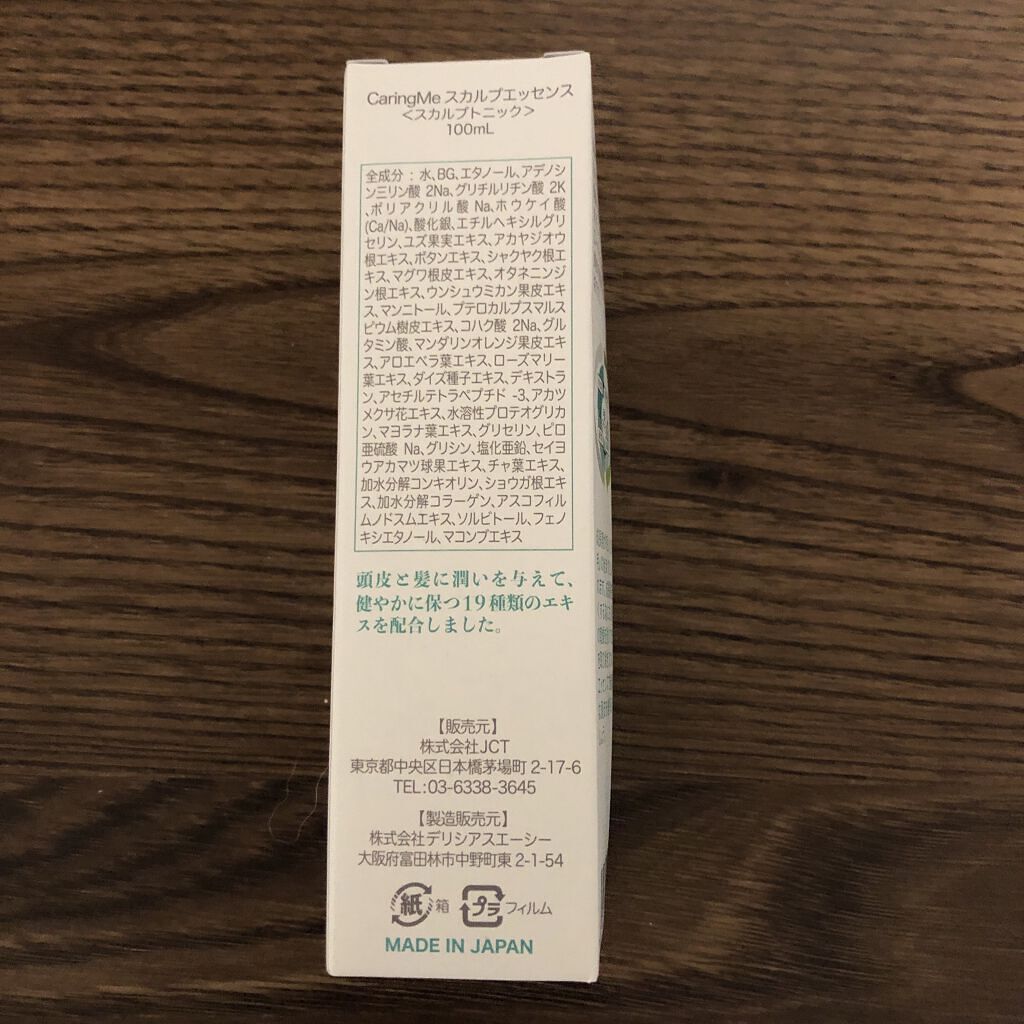 CaringMe スカルプエッセンス
＜スカルプトニック＞
100mL
全成分：水、BG、エタノール、アデノシ
ン三リン酸 2Na、グリチルリチン酸 2K
、ポリアクリル酸 Na、ホウケイ酸
(Ca/Na)、酸化銀、エチルヘキシルグリ
セリン、ユズ果実エキス、アカヤジオウ
根エキス、ボタンエキス、シャクヤク根エ
キス、マグワ根皮エキス、オタネニンジ
ン根エキス、ウンシュウミカン果皮エキ
ス、マンニトール、プテロカルプスマルス
ピウム樹皮エキス、コハク酸 2Na、グル
タミン酸、マンダリンオレンジ果皮エキ
ス、アロエベラ葉エキス、ローズマリー
葉エキス、ダイズ種子エキス、デキストラ
ン、アセチルテトラペプチド -3、アカツ
メクサ花エキス、水溶性プロテオグリカ
ン、マヨラナ葉エキス、グリセリン、ピロ
亜硫酸 Na、グリシン、塩化亜鉛、セイヨ
ウアカマツ球果エキス、チャ葉エキス、
加水分解コンキオリン、ショウガ根エキ
ス、加水分解コラーゲン、アスコフィル
ムノドスムエキス、ソルビトール、フェノ
キシエタノール、マコンブエキス
頭皮と髪に潤いを与えて、
健やかに保つ19種類のエキ
スを配合しました。
【販売元】
株式会社JCT
東京都中央区日本橋茅場町 2-17-6
TEL:03-6338-3645
【製造販売元】
株式会社デリシアスエーシー
大阪府富田林市中野町東 2-1-54
紙 箱 プラ フィルム
MADE IN JAPAN